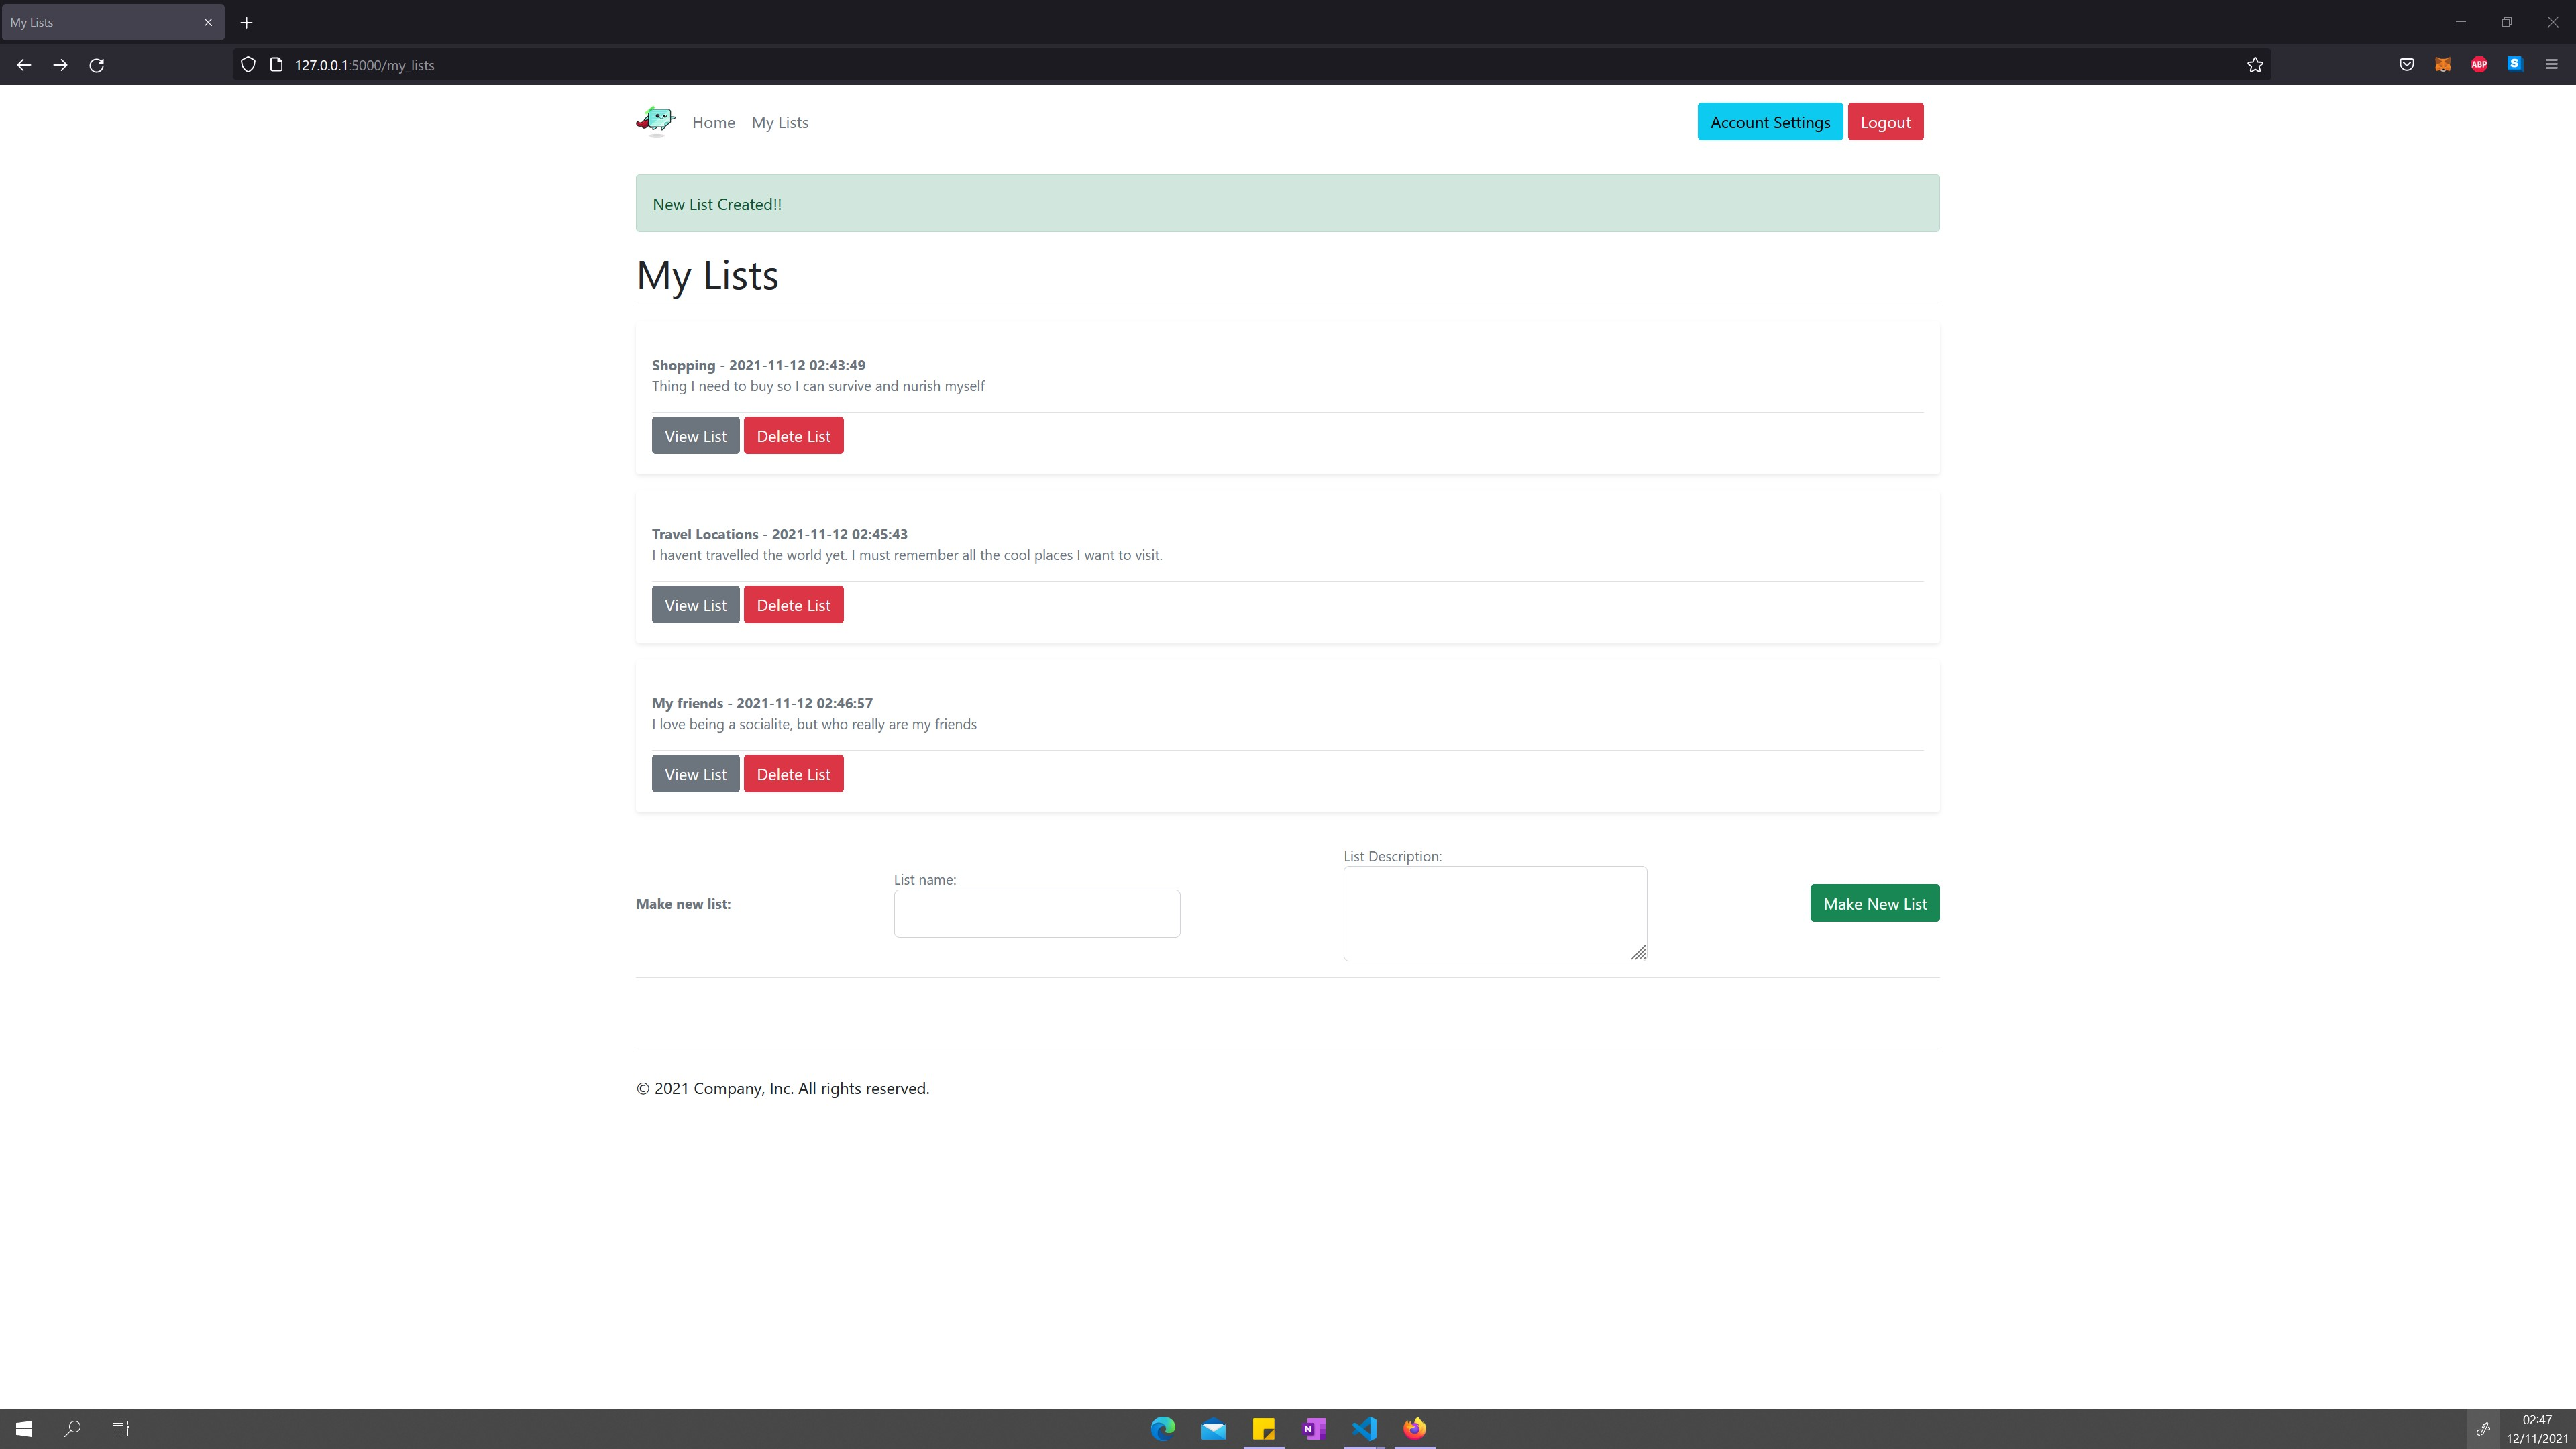 My Lists
127.0.0.1:5000/my_lists
ABP
S
Home My Lists Account Settings Logout
New List Created!!
My Lists
Shopping - 2021-11-12 02:43:49
Thing I need to buy so I can survive and nurish myself
View List Delete List
Travel Locations - 2021-11-12 02:45:43
I havent travelled the world yet. I must remember all the cool places I want to visit.
View List Delete List
My friends - 2021-11-12 02:46:57
I love being a socialite, but who really are my friends
View List Delete List
Make new list:
List name:
List Description:
Make New List
© 2021 Company, Inc. All rights reserved.
N
02:47
12/11/2021